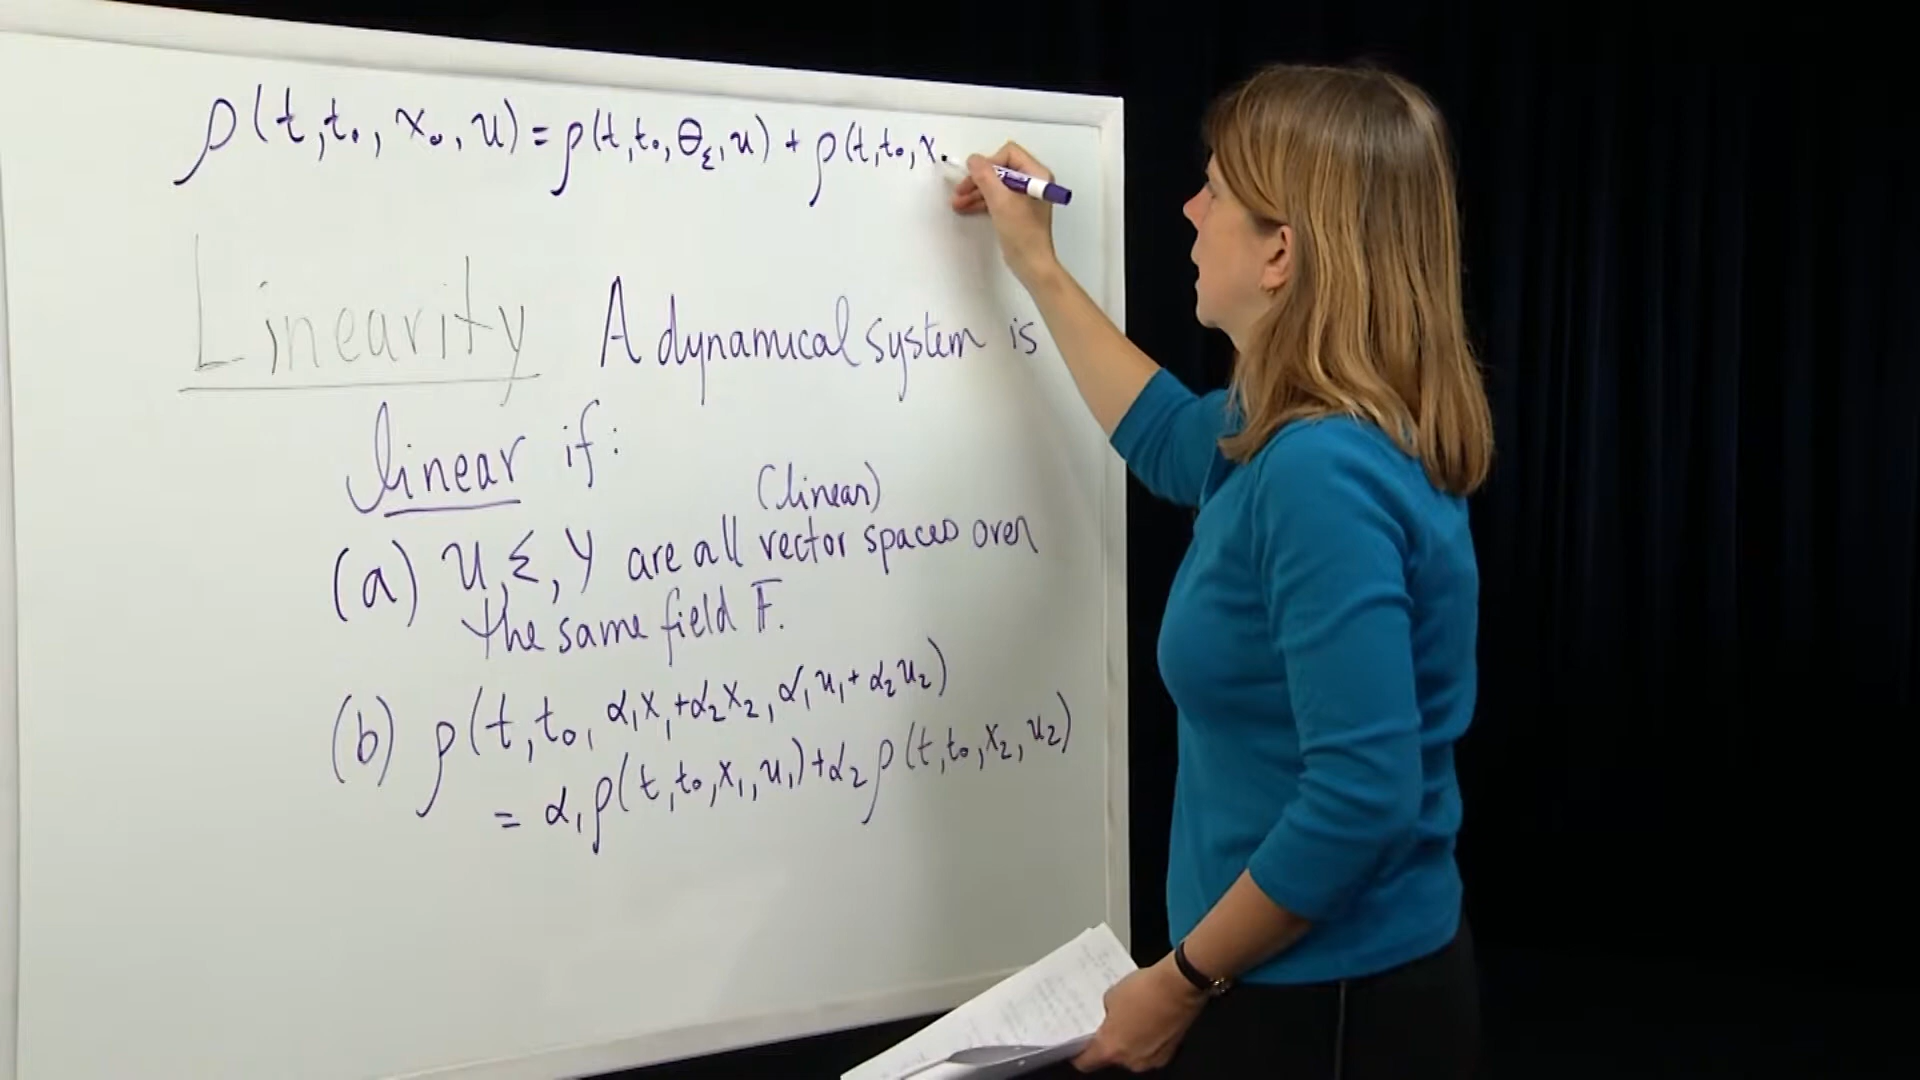 ρ(t,t₀,x₀,u) = ρ(t,t₀,θ_Σ,u) + ρ(t,t₀,x₀
Linearity A dynamical system is
linear if:
(linear)
(a) U, Σ, Y are all vector spaces over
the same field F.
(b) ρ(t,t₀,α₁x₁+α₂x₂,α₁u₁+α₂u₂)
= α₁ρ(t,t₀,x₁,u₁)+α₂ρ(t,t₀,x₂,u₂)